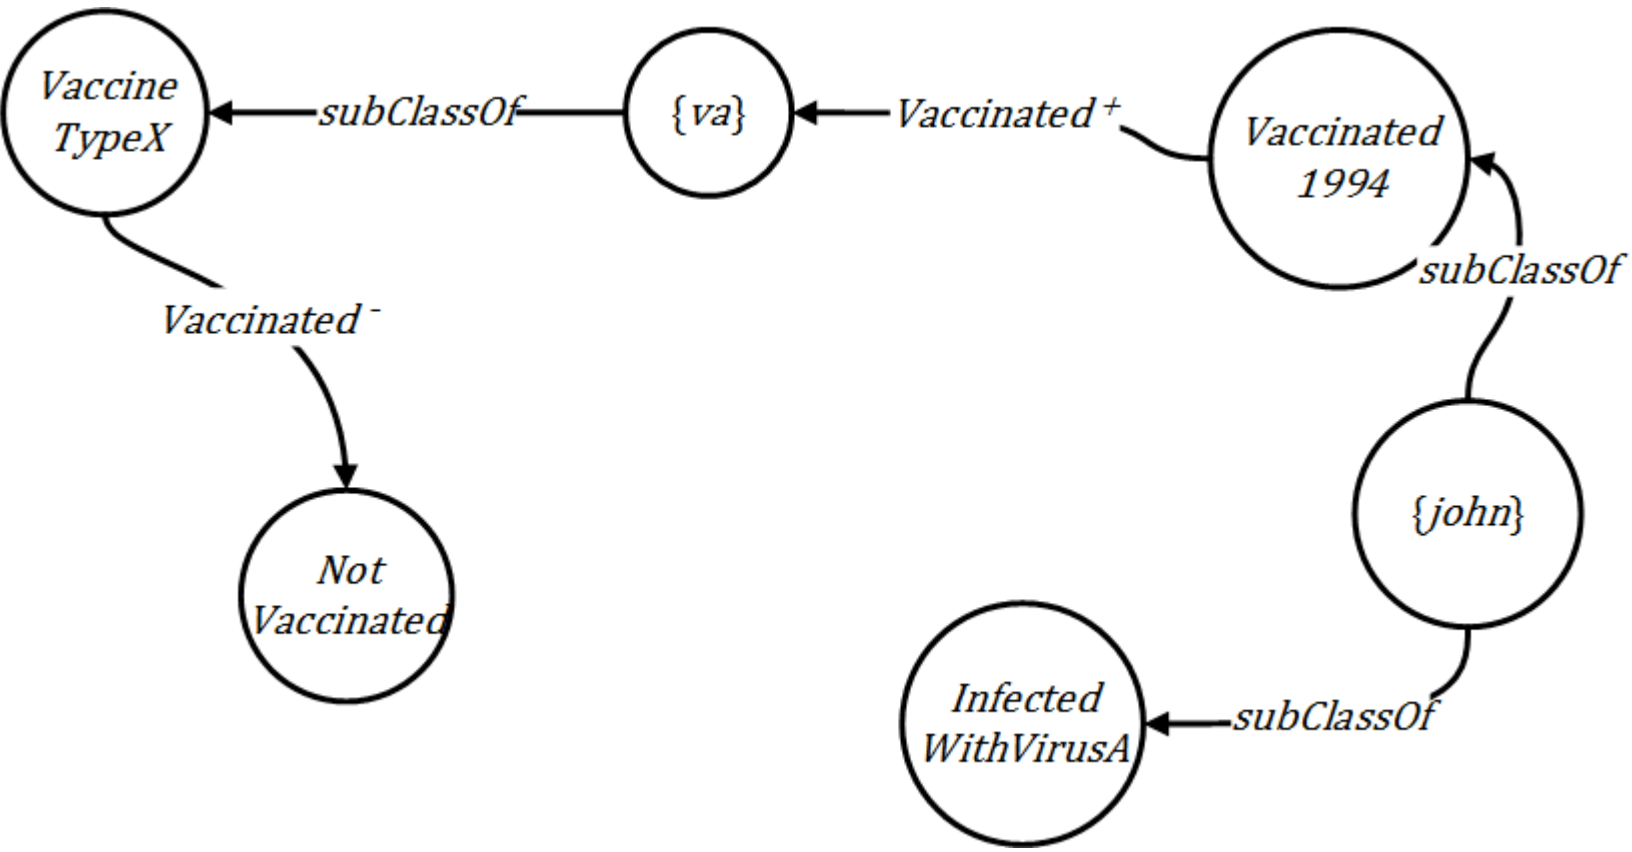 Vaccine
TypeX
subClassOf
{va}
Vaccinated⁺
Vaccinated
1994
subClassOf
Vaccinated⁻
{john}
Not
Vaccinated
Infected
WithVirusA
subClassOf